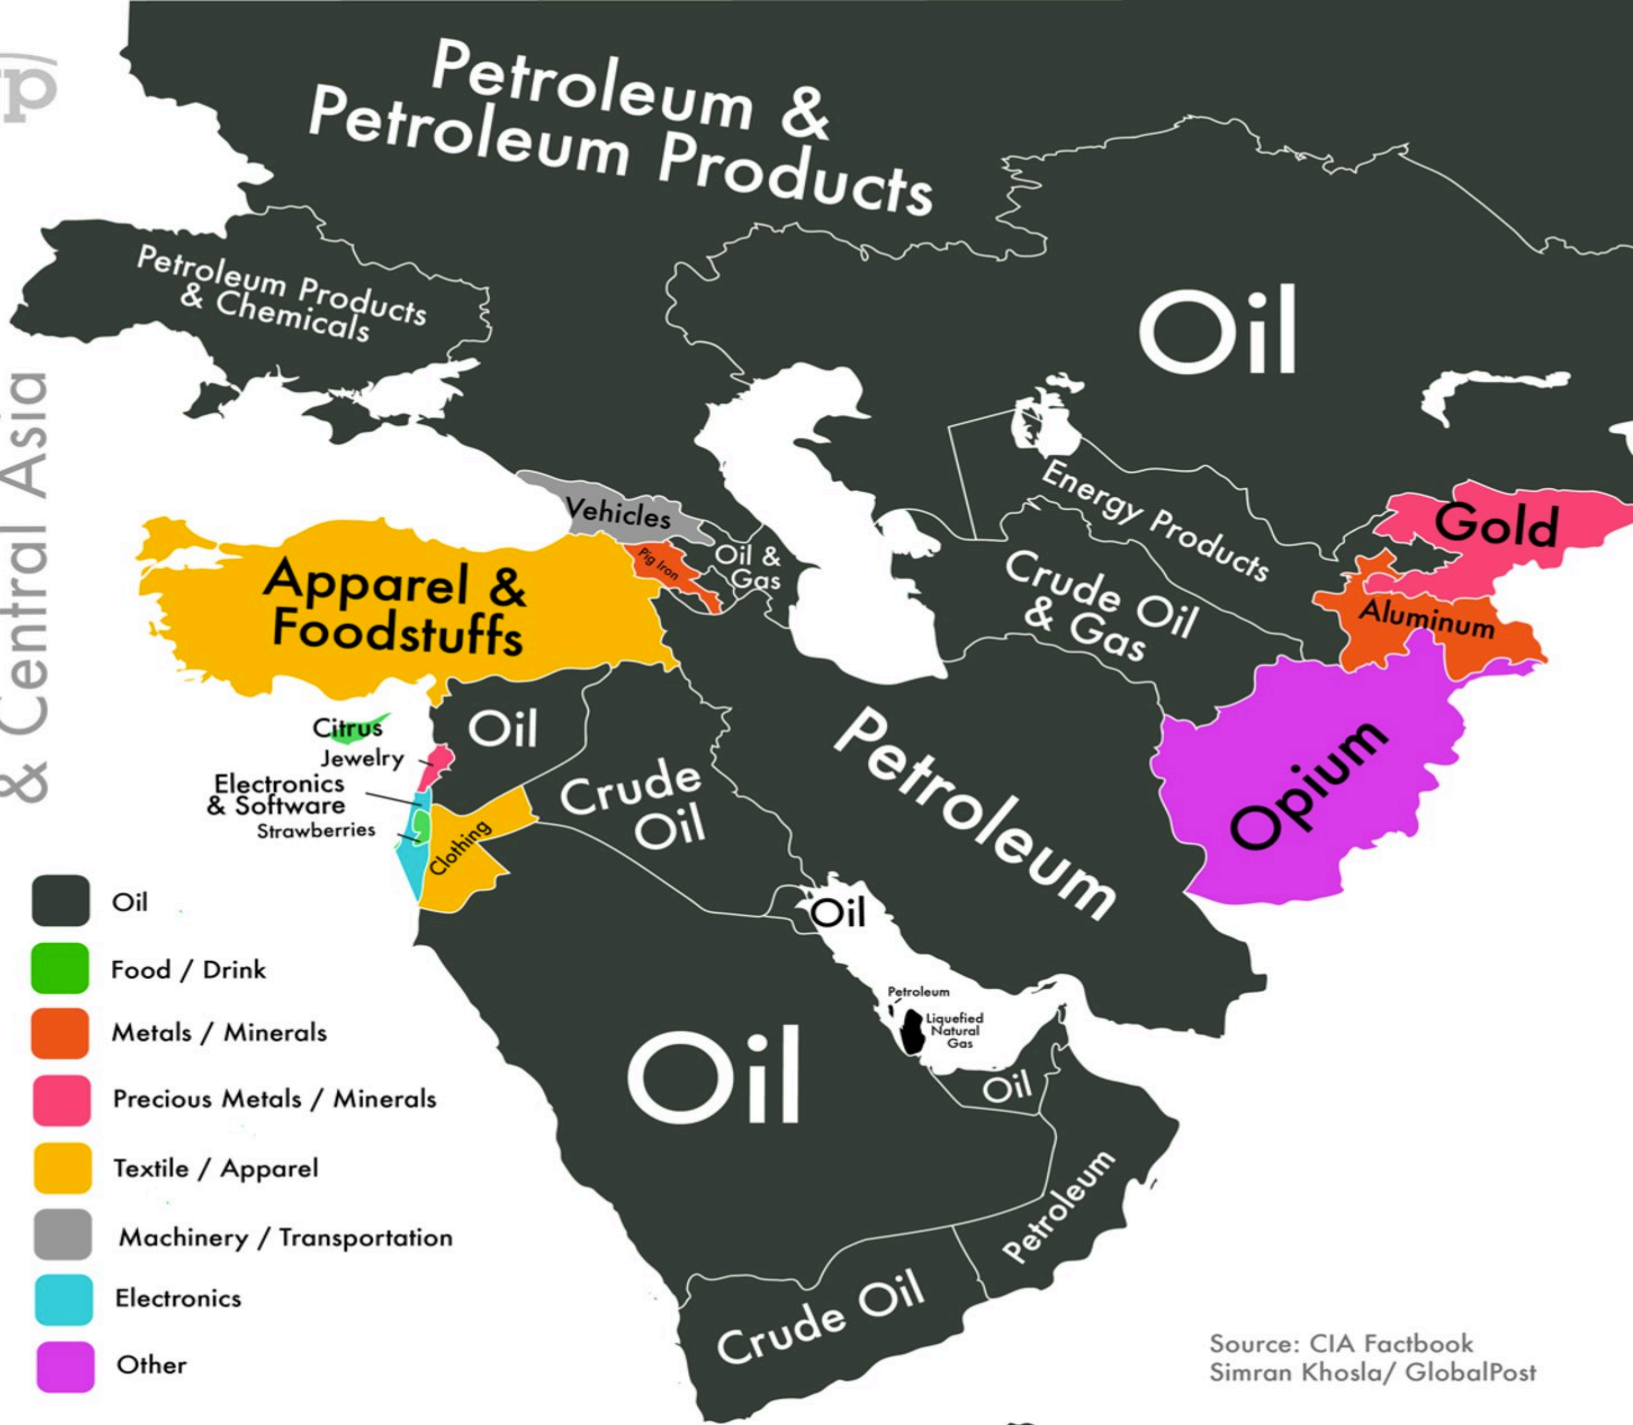 p
& Central Asia
Petroleum &
Petroleum Products
Petroleum Products
& Chemicals
Oil
Energy Products
Gold
Vehicles
Oil &
Gas
Pig Iron
Crude Oil
& Gas
Aluminum
Apparel &
Foodstuffs
Citrus
Jewelry
Electronics
& Software
Strawberries
Clothing
Oil
Crude
Oil
Petroleum
Opium
Oil
Petroleum
Liquefied
Natural
Gas
Oil
Oil
Petroleum
Crude Oil
Oil
Food / Drink
Metals / Minerals
Precious Metals / Minerals
Textile / Apparel
Machinery / Transportation
Electronics
Other
Source: CIA Factbook
Simran Khosla/ GlobalPost